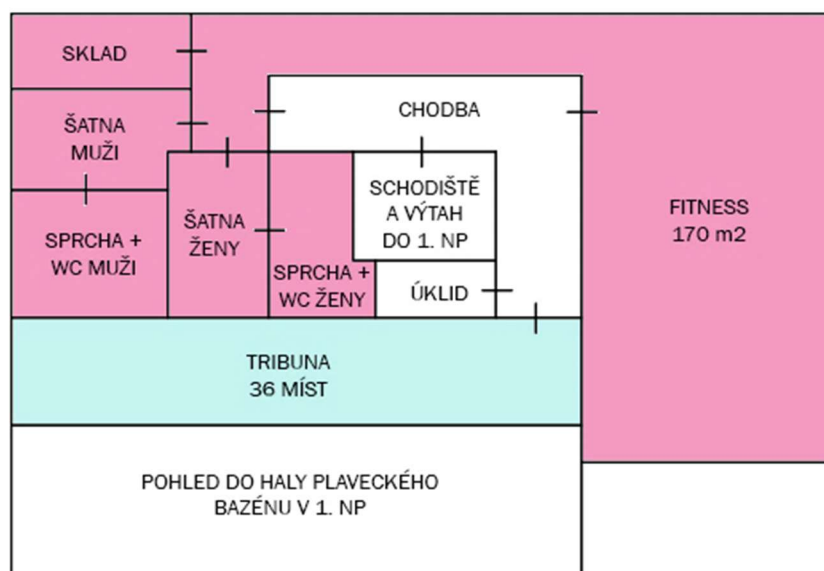 SKLAD
CHODBA
ŠATNA
MUŽI
SCHODIŠTĚ
A VÝTAH
DO 1. NP
FITNESS
170 m2
ŠATNA
ŽENY
SPRCHA +
WC MUŽI
SPRCHA +
WC ŽENY
ÚKLID
TRIBUNA
36 MÍST
POHLED DO HALY PLAVECKÉHO
BAZÉNU V 1. NP